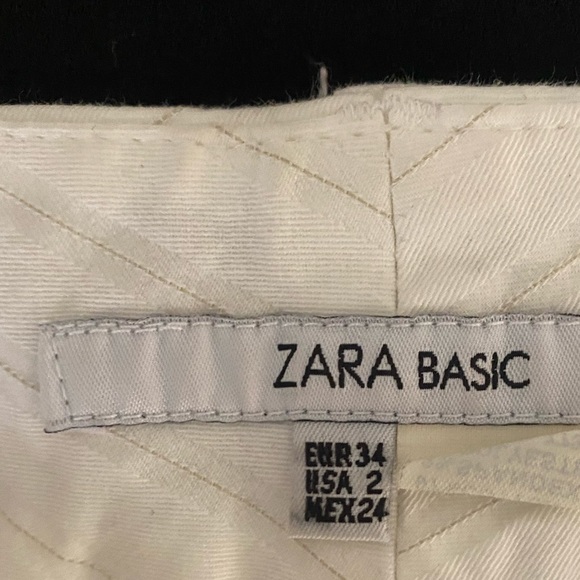 ZARA BASIC
EUR 34
USA 2
MEX 24